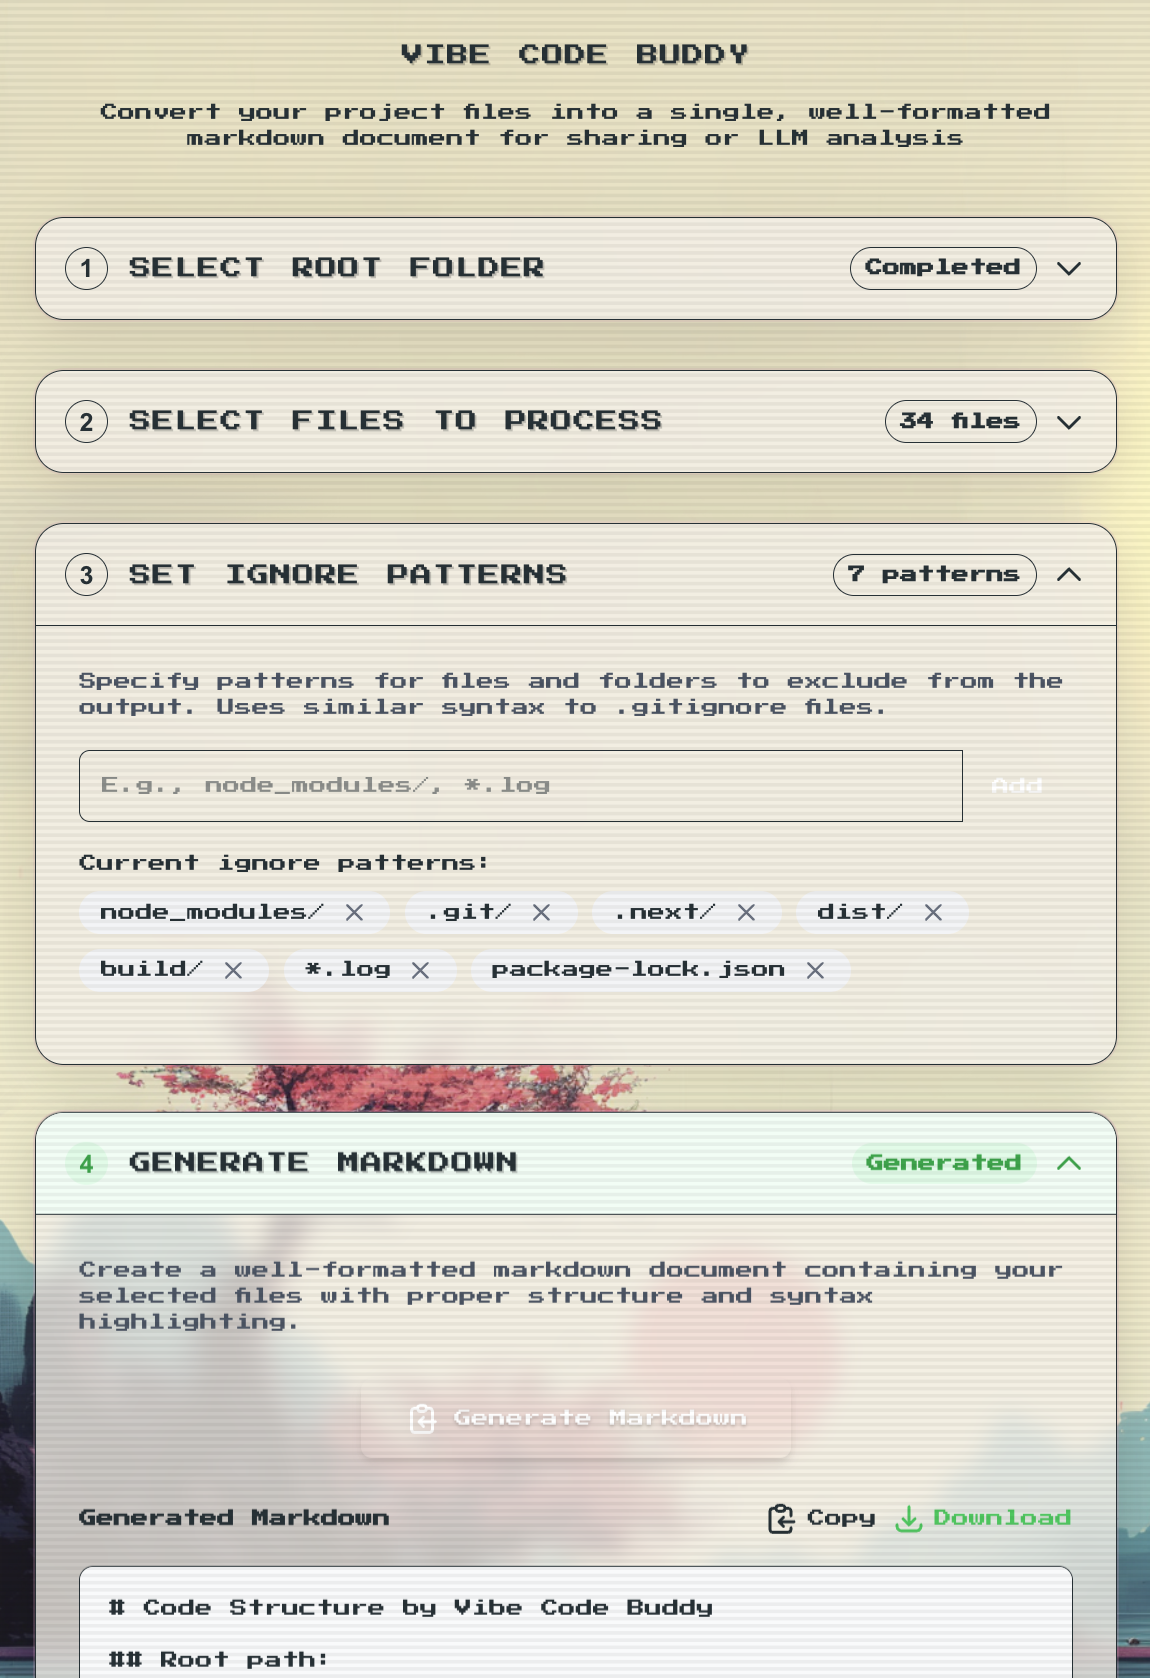 VIBE CODE BUDDY
Convert your project files into a single, well-formatted
markdown document for sharing or LLM analysis
1 SELECT ROOT FOLDER Completed
2 SELECT FILES TO PROCESS 34 files
3 SET IGNORE PATTERNS 7 patterns
Specify patterns for files and folders to exclude from the
output. Uses similar syntax to .gitignore files.
E.g., node_modules/, *.log Add
Current ignore patterns:
node_modules/ .git/ .next/ dist/
build/ *.log package-lock.json
4 GENERATE MARKDOWN Generated
Create a well-formatted markdown document containing your
selected files with proper structure and syntax
highlighting.
Generate Markdown
Generated Markdown Copy Download
# Code Structure by Vibe Code Buddy
## Root path: